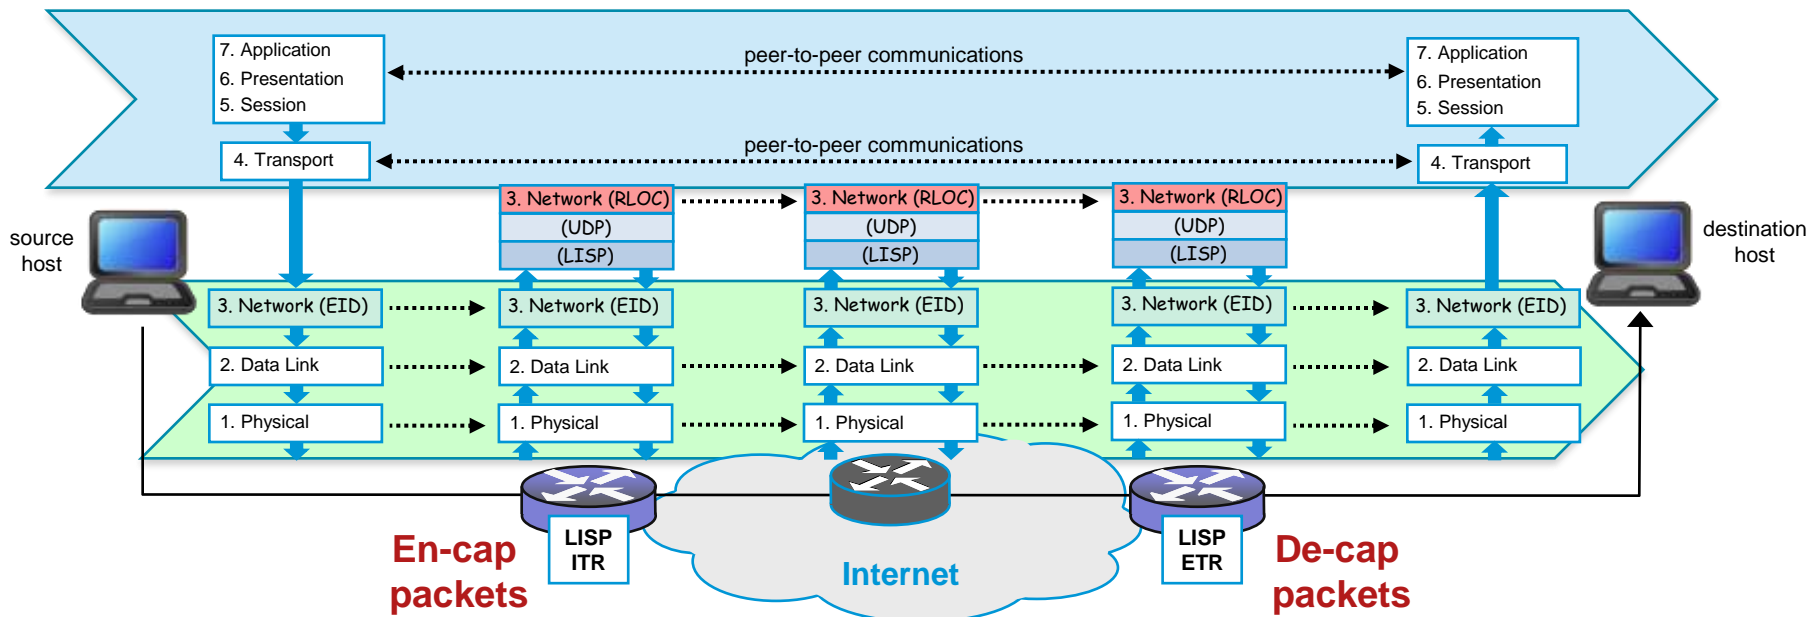 7. Application
6. Presentation
5. Session
peer-to-peer communications
7. Application
6. Presentation
5. Session
4. Transport
peer-to-peer communications
4. Transport
source
host
3. Network (RLOC)
(UDP)
(LISP)
3. Network (RLOC)
(UDP)
(LISP)
3. Network (RLOC)
(UDP)
(LISP)
destination
host
3. Network (EID)
3. Network (EID)
3. Network (EID)
3. Network (EID)
3. Network (EID)
2. Data Link
2. Data Link
2. Data Link
2. Data Link
2. Data Link
1. Physical
1. Physical
1. Physical
1. Physical
1. Physical
En-cap
packets
LISP
ITR
Internet
LISP
ETR
De-cap
packets